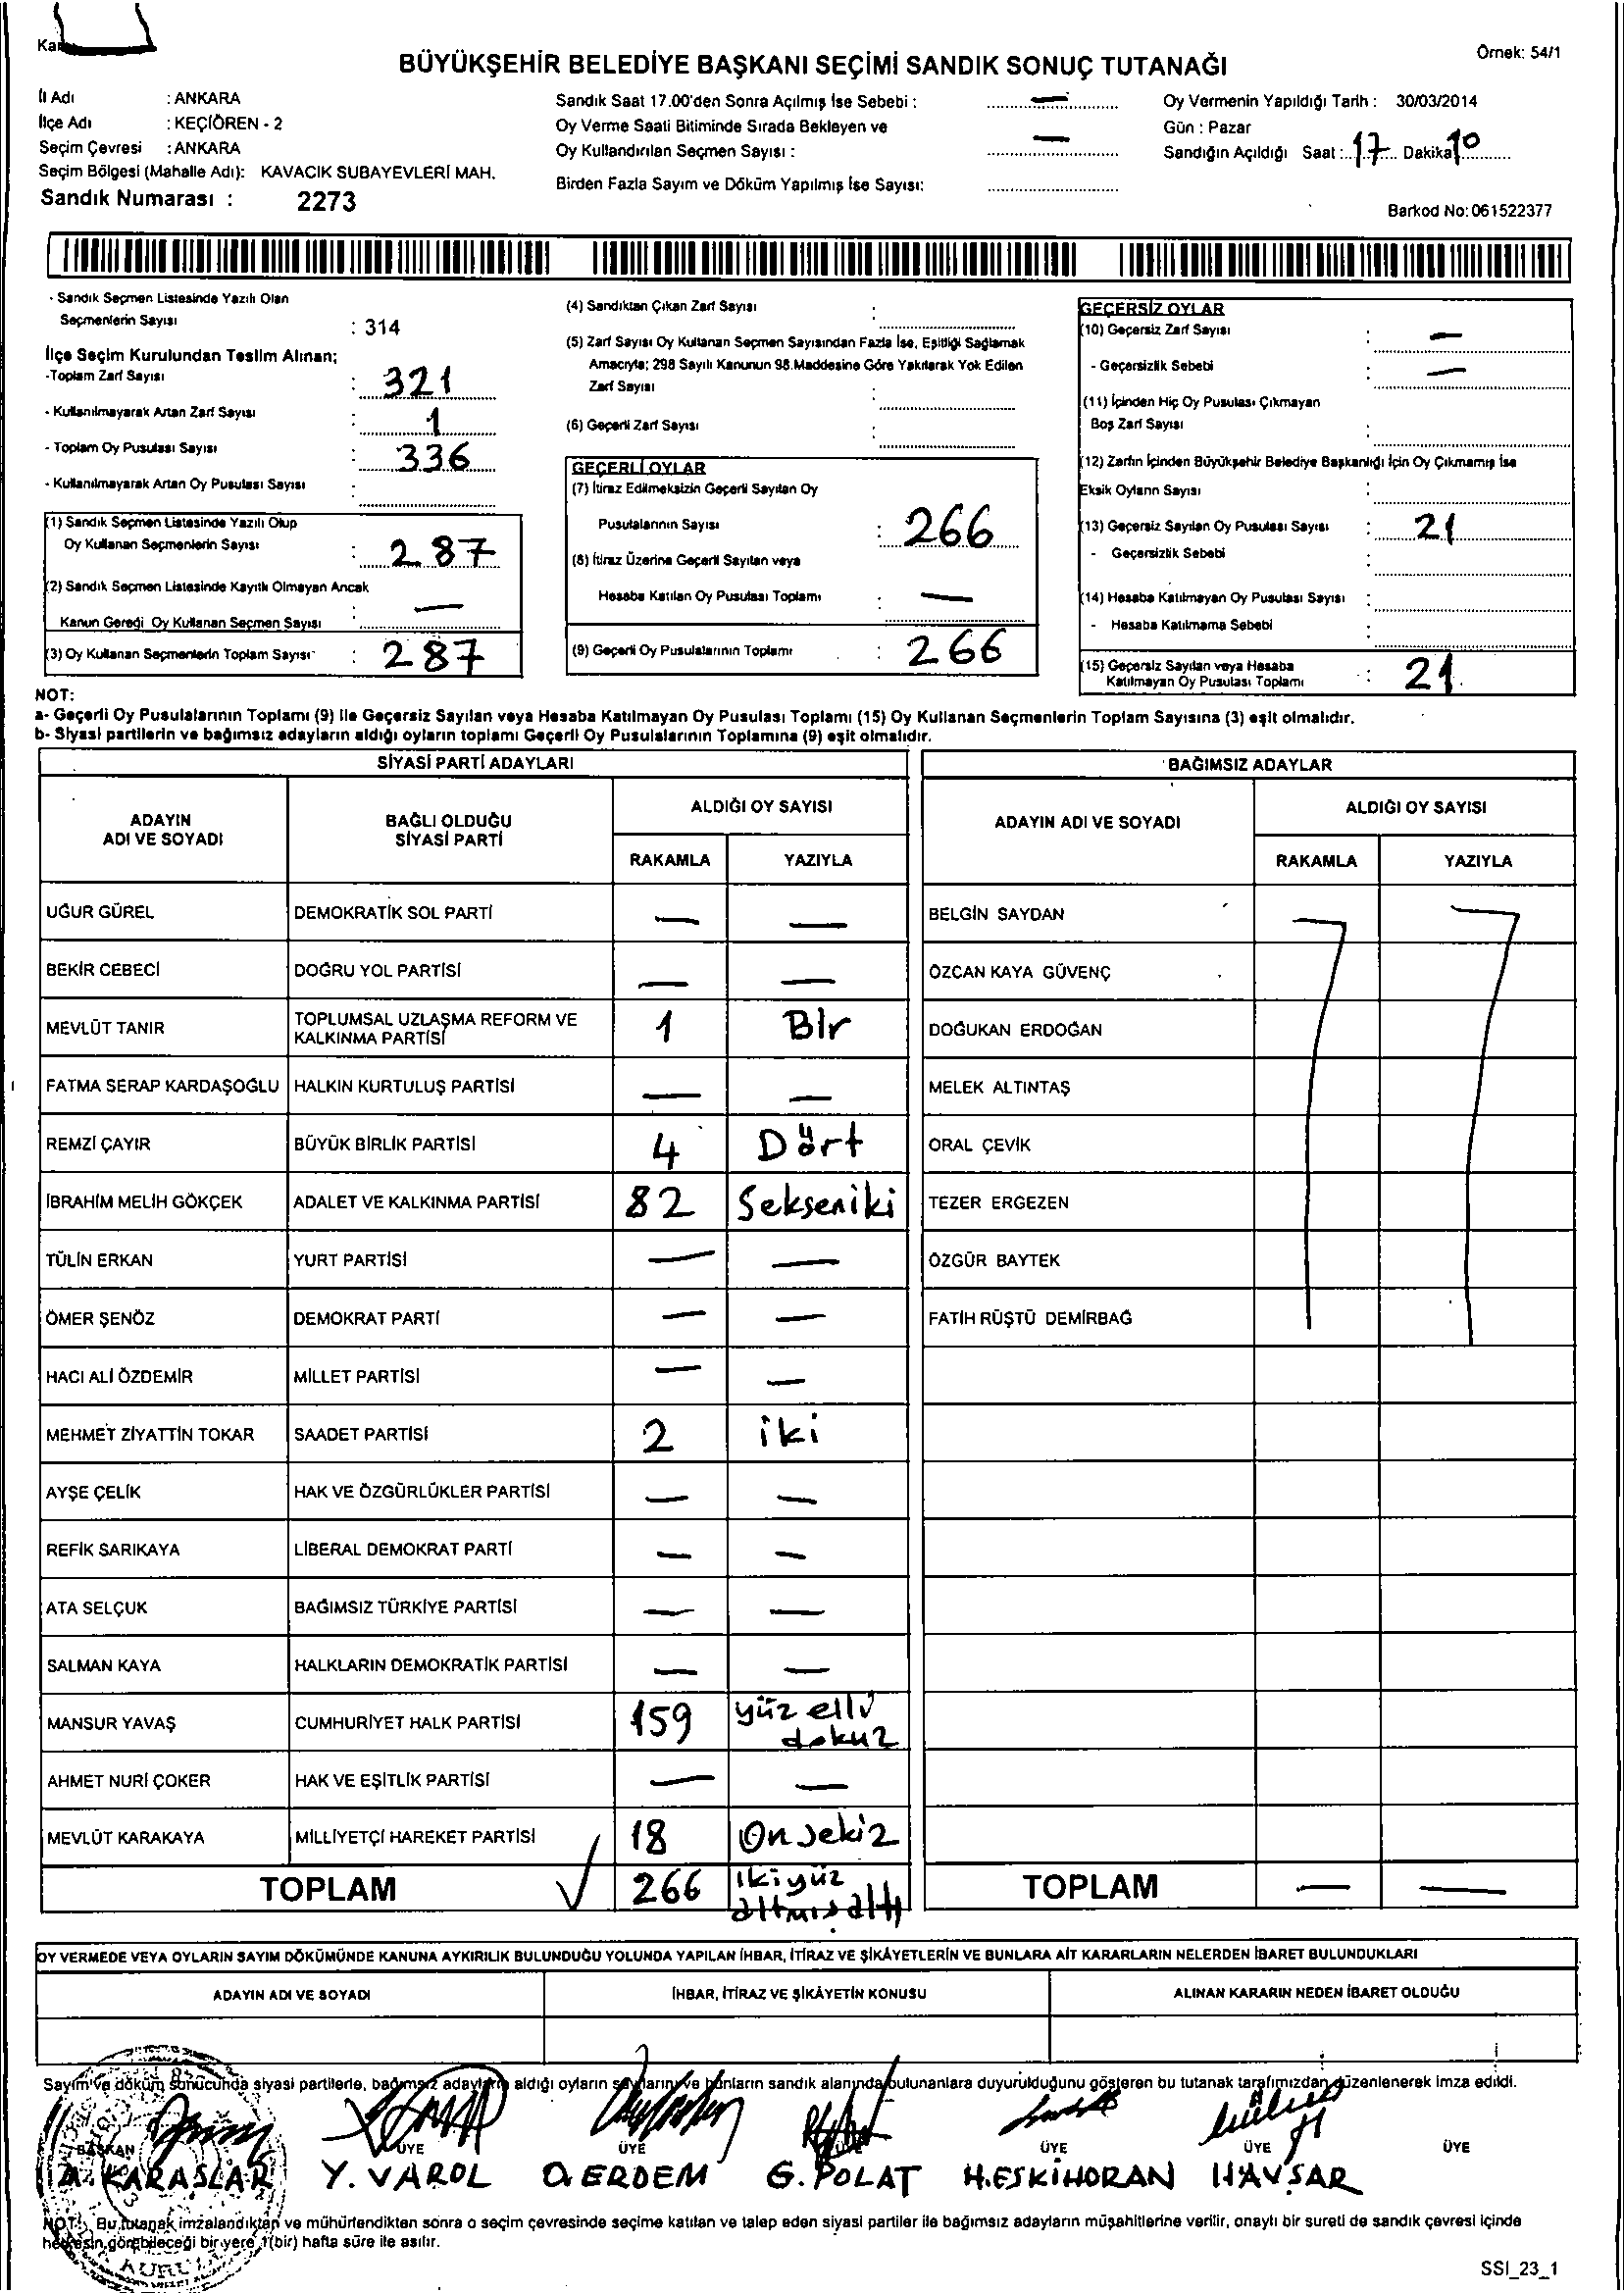 BÜYÜKŞEHİR BELEDİYE BAŞKANI SEÇİMİ SANDIK SONUÇ TUTANAĞI
Örnek: 54/1
İl Adı : ANKARA
İlçe Adı : KEÇİÖREN - 2
Seçim Çevresi : ANKARA
Seçim Bölgesi (Mahalle Adı): KAVACIK SUBAYEVLERİ MAH.
Sandık Numarası : 2273
Sandık Saat 17.00'den Sonra Açılmış İse Sebebi : —
Oy Verme Saati Bitiminde Sırada Bekleyen ve
Oy Kullandırılan Seçmen Sayısı : —
Birden Fazla Sayım ve Döküm Yapılmış İse Sayısı:
Oy Vermenin Yapıldığı Tarih : 30/03/2014
Gün : Pazar
Sandığın Açıldığı Saat : 17 Dakika 10
Barkod No: 061522377
- Sandık Seçmen Listesinde Yazılı Olan
Seçmenlerin Sayısı : 314
İlçe Seçim Kurulundan Teslim Alınan;
-Toplam Zarf Sayısı : 321
- Kullanılmayarak Artan Zarf Sayısı : 1
- Toplam Oy Pusulası Sayısı : 336
- Kullanılmayarak Artan Oy Pusulası Sayısı :
(1) Sandık Seçmen Listesinde Yazılı Olup
Oy Kullanan Seçmenlerin Sayısı : 287
(2) Sandık Seçmen Listesinde Kayıtlı Olmayan Ancak
Kanun Gereği Oy Kullanan Seçmen Sayısı : —
(3) Oy Kullanan Seçmenlerin Toplam Sayısı : 287
(4) Sandıktan Çıkan Zarf Sayısı :
(5) Zarf Sayısı Oy Kullanan Seçmen Sayısından Fazla İse, Eşitliği Sağlamak
Amacıyla; 298 Sayılı Kanunun 98.Maddesine Göre Yakılarak Yok Edilen
Zarf Sayısı :
(6) Geçerli Zarf Sayısı :
GEÇERLİ OYLAR
(7) İtiraz Edilmeksizin Geçerli Sayılan Oy
Pusulalarının Sayısı : 266
(8) İtiraz Üzerine Geçerli Sayılan veya
Hesaba Katılan Oy Pusulası Toplamı : —
(9) Geçerli Oy Pusulalarının Toplamı : 266
GEÇERSİZ OYLAR
(10) Geçersiz Zarf Sayısı : —
- Geçersizlik Sebebi : —
(11) İçinden Hiç Oy Pusulası Çıkmayan
Boş Zarf Sayısı :
(12) Zarfın İçinden Büyükşehir Belediye Başkanlığı İçin Oy Çıkmamış İse
Eksik Oyların Sayısı :
(13) Geçersiz Sayılan Oy Pusulası Sayısı : 21
- Geçersizlik Sebebi :
(14) Hesaba Katılmayan Oy Pusulası Sayısı :
- Hesaba Katılmama Sebebi :
(15) Geçersiz Sayılan veya Hesaba
Katılmayan Oy Pusulası Toplamı : 21
NOT:
a- Geçerli Oy Pusulalarının Toplamı (9) ile Geçersiz Sayılan veya Hesaba Katılmayan Oy Pusulası Toplamı (15) Oy Kullanan Seçmenlerin Toplam Sayısına (3) eşit olmalıdır.
b- Siyasi partilerin ve bağımsız adayların aldığı oyların toplamı Geçerli Oy Pusulalarının Toplamına (9) eşit olmalıdır.
SİYASİ PARTİ ADAYLARI
ADAYIN ADI VE SOYADI
BAĞLI OLDUĞU SİYASİ PARTİ
ALDIĞI OY SAYISI
RAKAMLA YAZIYLA
UĞUR GÜREL DEMOKRATİK SOL PARTİ — —
BEKİR CEBECİ DOĞRU YOL PARTİSİ — —
MEVLÜT TANIR TOPLUMSAL UZLAŞMA REFORM VE KALKINMA PARTİSİ 1 Bir
FATMA SERAP KARDAŞOĞLU HALKIN KURTULUŞ PARTİSİ — —
REMZİ ÇAYIR BÜYÜK BİRLİK PARTİSİ 4 Dört
İBRAHİM MELİH GÖKÇEK ADALET VE KALKINMA PARTİSİ 82 Sekseniki
TÜLİN ERKAN YURT PARTİSİ — —
ÖMER ŞENÖZ DEMOKRAT PARTİ — —
HACI ALİ ÖZDEMİR MİLLET PARTİSİ — —
MEHMET ZİYATTİN TOKAR SAADET PARTİSİ 2 iki
AYŞE ÇELİK HAK VE ÖZGÜRLÜKLER PARTİSİ — —
REFİK SARIKAYA LİBERAL DEMOKRAT PARTİ — —
ATA SELÇUK BAĞIMSIZ TÜRKİYE PARTİSİ — —
SALMAN KAYA HALKLARIN DEMOKRATİK PARTİSİ — —
MANSUR YAVAŞ CUMHURİYET HALK PARTİSİ 159 yüz elli dokuz
AHMET NURİ ÇOKER HAK VE EŞİTLİK PARTİSİ — —
MEVLÜT KARAKAYA MİLLİYETÇİ HAREKET PARTİSİ 18 Onsekiz
TOPLAM 266 ikiyüz altmış altı
BAĞIMSIZ ADAYLAR
ADAYIN ADI VE SOYADI
ALDIĞI OY SAYISI
RAKAMLA YAZIYLA
BELGİN SAYDAN
ÖZCAN KAYA GÜVENÇ
DOĞUKAN ERDOĞAN
MELEK ALTINTAŞ
ORAL ÇEVİK
TEZER ERGEZEN
ÖZGÜR BAYTEK
FATİH RÜŞTÜ DEMİRBAĞ
TOPLAM — —
OY VERMEDE VEYA OYLARIN SAYIM DÖKÜMÜNDE KANUNA AYKIRILIK BULUNDUĞU YOLUNDA YAPILAN İHBAR, İTİRAZ VE ŞİKÂYETLERİN VE BUNLARA AİT KARARLARIN NELERDEN İBARET BULUNDUKLARI
ADAYIN ADI VE SOYADI
İHBAR, İTİRAZ VE ŞİKÂYETİN KONUSU
ALINAN KARARIN NEDEN İBARET OLDUĞU
Sayım ve döküm sonucunda siyasi partilerle, bağımsız adayların aldığı oyların sayılarını ve bunların sandık alanında bulunanlara duyurulduğunu gösteren bu tutanak tarafımızdan düzenlenerek imza edildi.
BAŞKAN ÜYE ÜYE ÜYE ÜYE ÜYE ÜYE
A. KARASLAR Y. VAROL O. ERDEM G. POLAT H.ESKİHORAN H.AVŞAR
NOT: Bu tutanak imzalandıktan ve mühürlendikten sonra o seçim çevresinde seçime katılan ve talep eden siyasi partiler ile bağımsız adayların müşahitlerine verilir, onaylı bir sureti de sandık çevresi içinde
herkesin görebileceği bir yere 1(bir) hafta süre ile asılır.
SSI_23_1